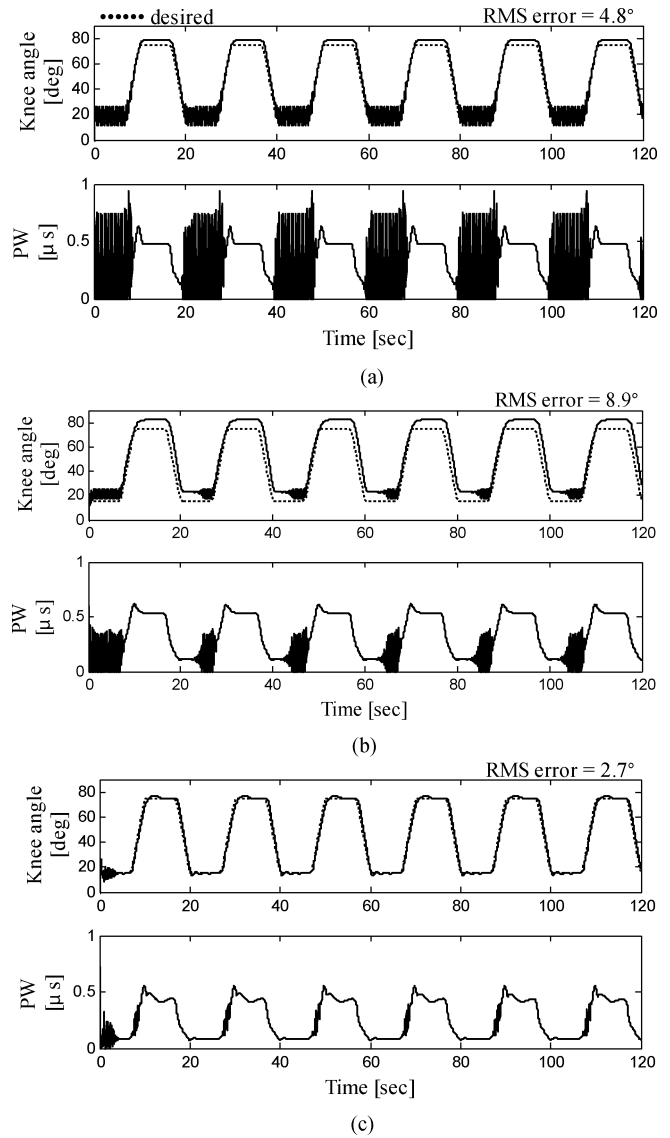 desired
RMS error = 4.8°
Knee angle
[deg]
80
60
40
20
0
0 20 40 60 80 100 120
PW
[μ s]
1
0.5
0
0 20 40 60 80 100 120
Time [sec]
(a)
RMS error = 8.9°
Knee angle
[deg]
80
60
40
20
0
0 20 40 60 80 100 120
PW
[μ s]
1
0.5
0
0 20 40 60 80 100 120
Time [sec]
(b)
RMS error = 2.7°
Knee angle
[deg]
80
60
40
20
0
0 20 40 60 80 100 120
PW
[μ s]
1
0.5
0
0 20 40 60 80 100 120
Time [sec]
(c)